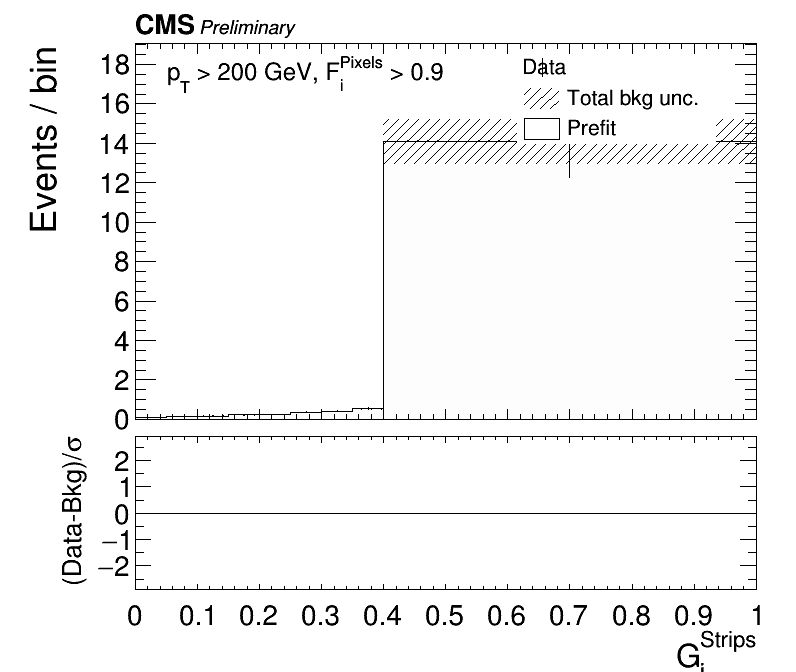 CMS Preliminary
p_T > 200 GeV, F_i^Pixels > 0.9
Data
Total bkg unc.
Prefit
Events / bin
18
16
14
12
10
8
6
4
2
0
(Data-Bkg)/σ
2
1
0
−1
−2
0 0.1 0.2 0.3 0.4 0.5 0.6 0.7 0.8 0.9 1
G_i^Strips